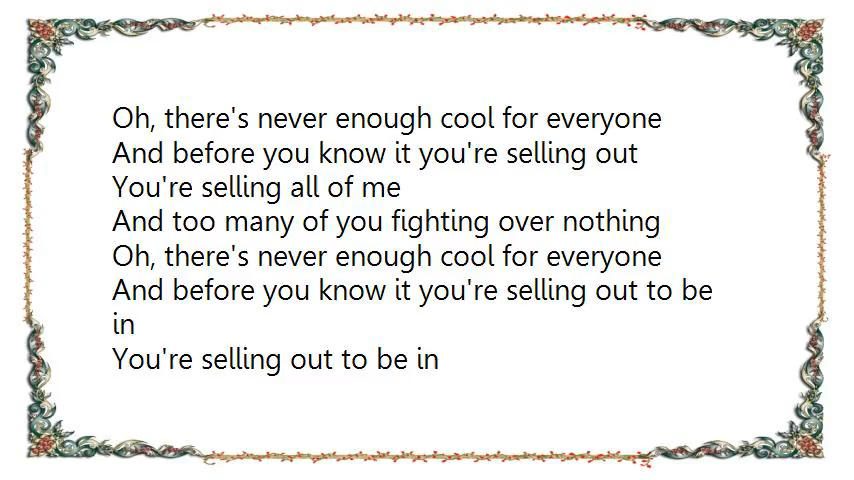 Oh, there's never enough cool for everyone
And before you know it you're selling out
You're selling all of me
And too many of you fighting over nothing
Oh, there's never enough cool for everyone
And before you know it you're selling out to be
in
You're selling out to be in